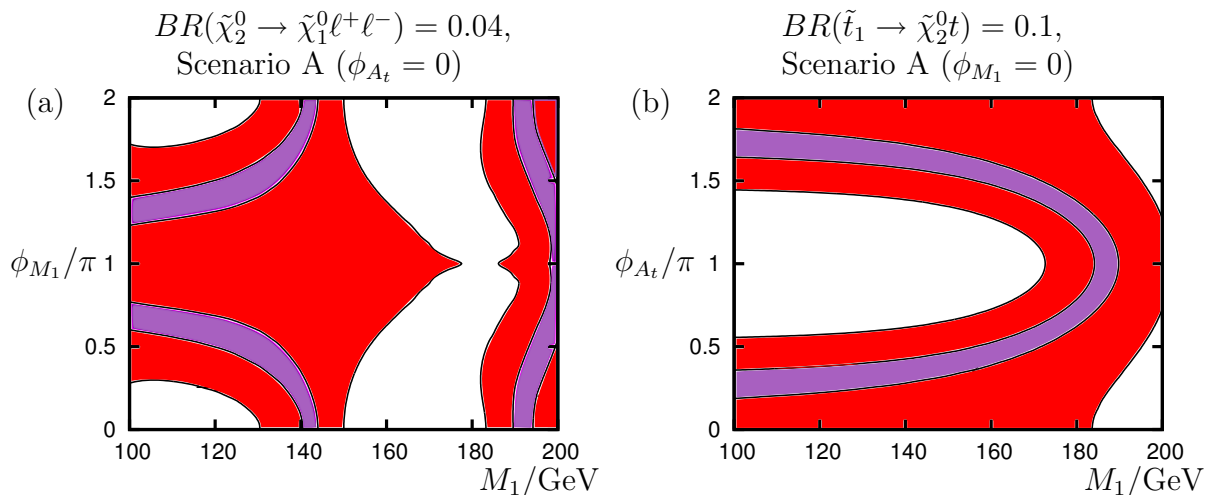 BR(χ̃⁰₂ → χ̃⁰₁ℓ⁺ℓ⁻) = 0.04,
Scenario A (ϕ_{A_t} = 0)
(a)
2
1.5
ϕ_{M_1}/π 1
0.5
0
100 120 140 160 180 200
M₁/GeV
BR(t̃₁ → χ̃⁰₂t) = 0.1,
Scenario A (ϕ_{M_1} = 0)
(b)
2
1.5
ϕ_{A_t}/π 1
0.5
0
100 120 140 160 180 200
M₁/GeV